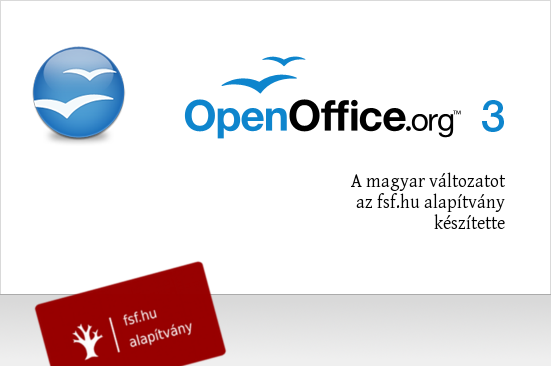 OpenOffice.org™ 3
A magyar változatot
az fsf.hu alapítvány
készítette
fsf.hu
alapítvány